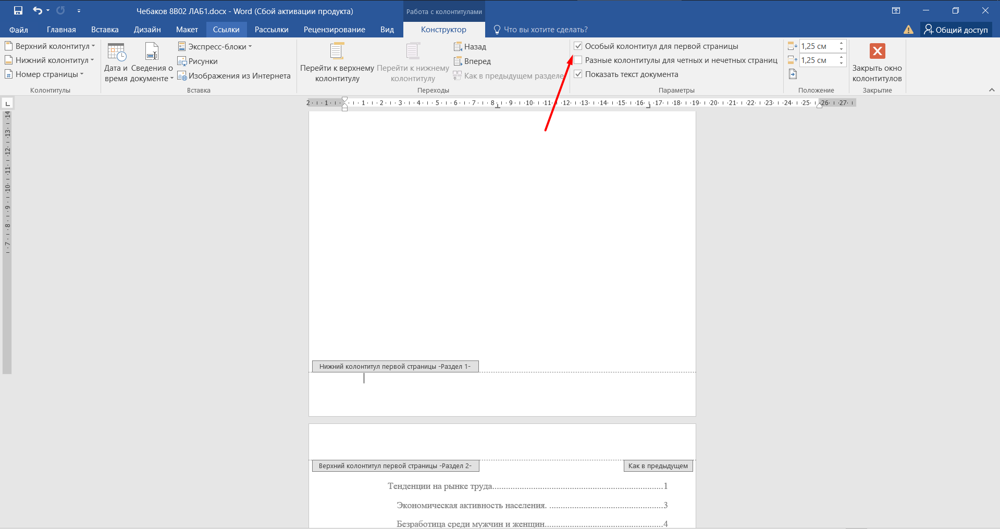 Чебаков 8В02 ЛАБ1.docx - Word (Сбой активации продукта)
Работа с колонтитулами
Файл
Главная
Вставка
Дизайн
Макет
Ссылки
Рассылки
Рецензирование
Вид
Конструктор
Что вы хотите сделать?
Общий доступ
Верхний колонтитул
Нижний колонтитул
Номер страницы
Колонтитулы
Дата и время
Сведения о документе
Экспресс-блоки
Рисунки
Изображения из Интернета
Вставка
Перейти к верхнему колонтитулу
Перейти к нижнему колонтитулу
Назад
Вперед
Как в предыдущем разделе
Переходы
Особый колонтитул для первой страницы
Разные колонтитулы для четных и нечетных страниц
Показать текст документа
Параметры
1,25 см
1,25 см
Положение
Закрыть окно колонтитулов
Закрытие
2 1 1 2 3 4 5 6 7 8 9 10 11 12 13 14 15 16 17 18 19 20 21 22 23 24 25 26 27
14 13 12 11 10 9 8 7
Нижний колонтитул первой страницы -Раздел 1-
Верхний колонтитул первой страницы -Раздел 2-
Как в предыдущем
Тенденции на рынке труда..........................................................................1
Экономическая активность населения. .................................................3
Безработица среди мужчин и женщин...................................................4